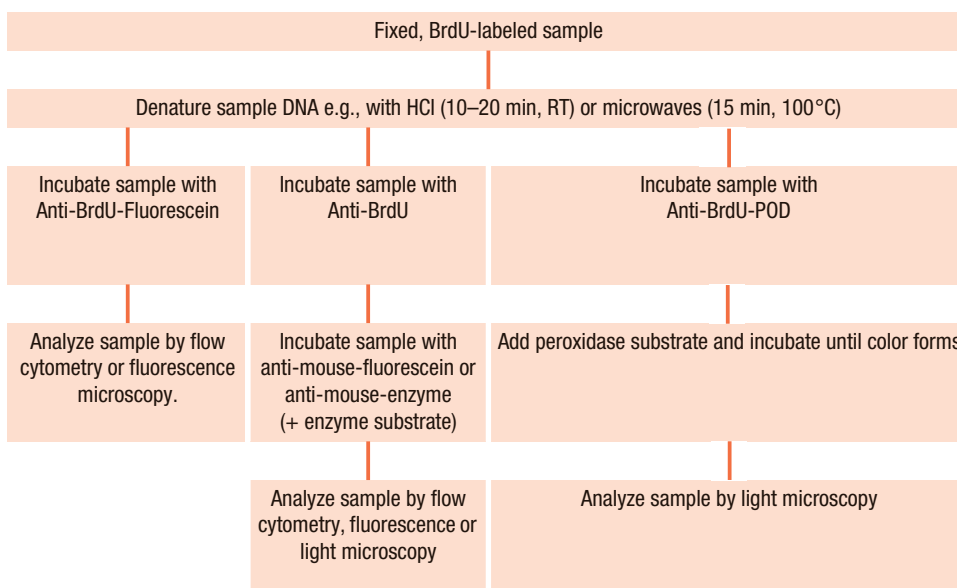 Fixed, BrdU-labeled sample
Denature sample DNA e.g., with HCl (10–20 min, RT) or microwaves (15 min, 100°C)
Incubate sample with
Anti-BrdU-Fluorescein
Incubate sample with
Anti-BrdU
Incubate sample with
Anti-BrdU-POD
Analyze sample by flow
cytometry or fluorescence
microscopy.
Incubate sample with
anti-mouse-fluorescein or
anti-mouse-enzyme
(+ enzyme substrate)
Add peroxidase substrate and incubate until color forms
Analyze sample by flow
cytometry, fluorescence or
light microscopy
Analyze sample by light microscopy